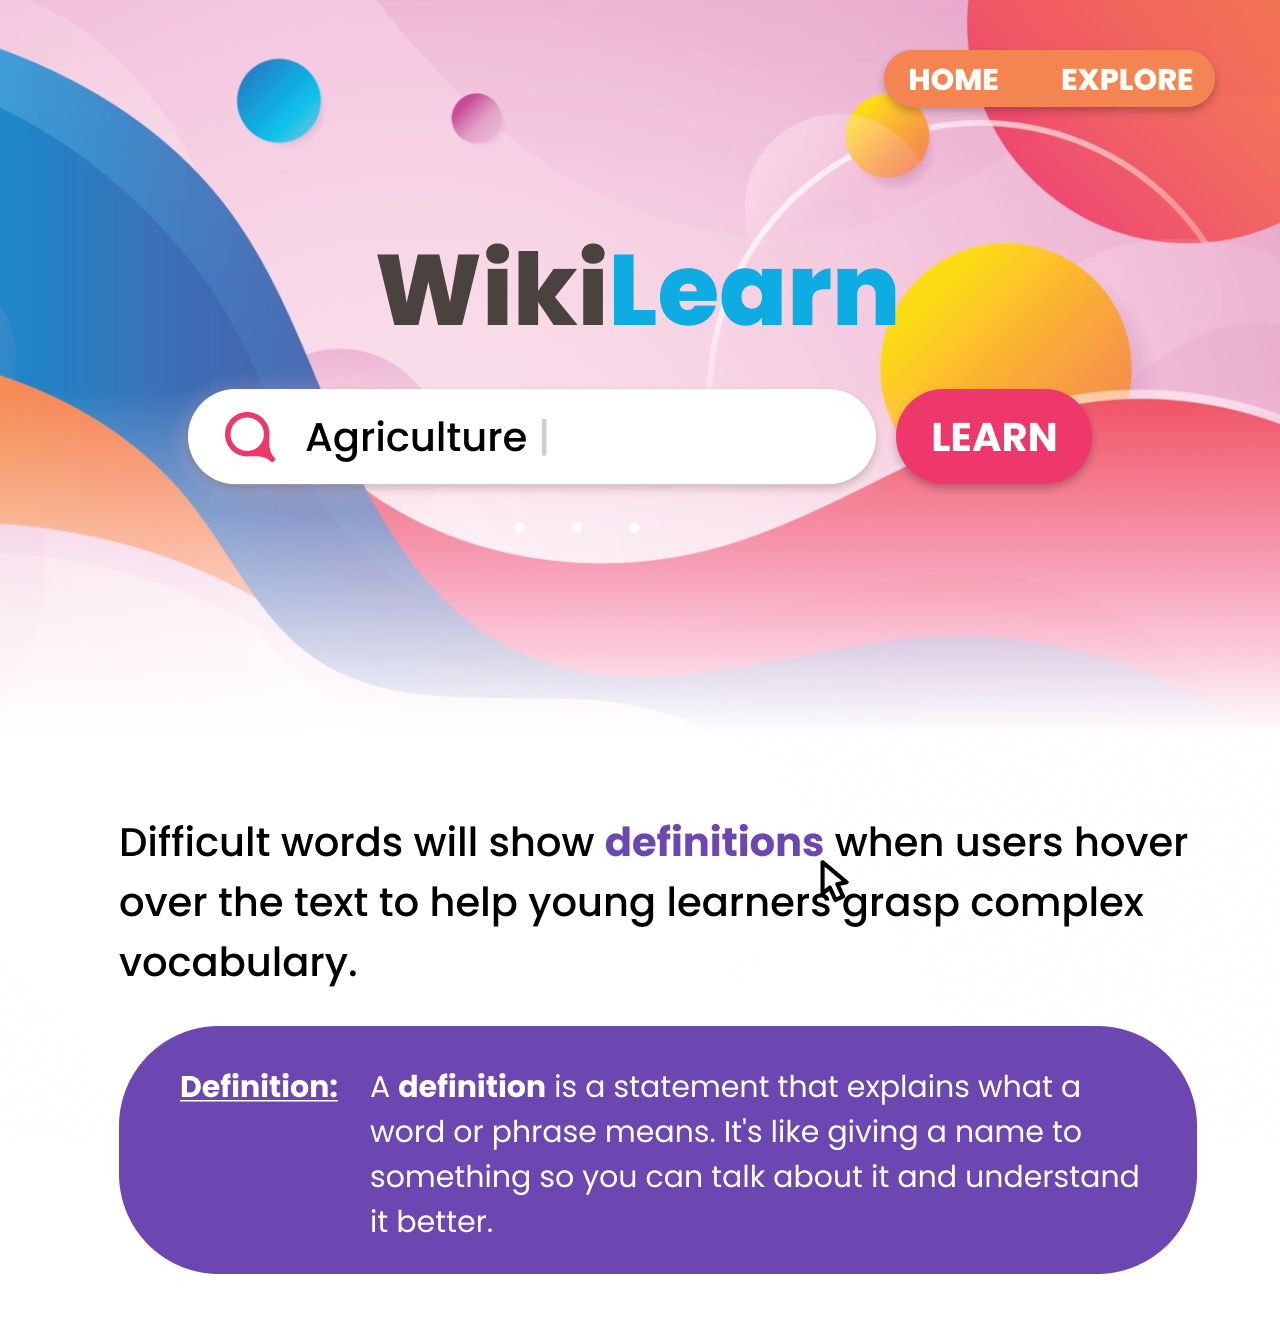 HOME EXPLORE
WikiLearn
Agriculture
LEARN
Difficult words will show definitions when users hover
over the text to help young learners grasp complex
vocabulary.
Definition: A definition is a statement that explains what a
word or phrase means. It's like giving a name to
something so you can talk about it and understand
it better.